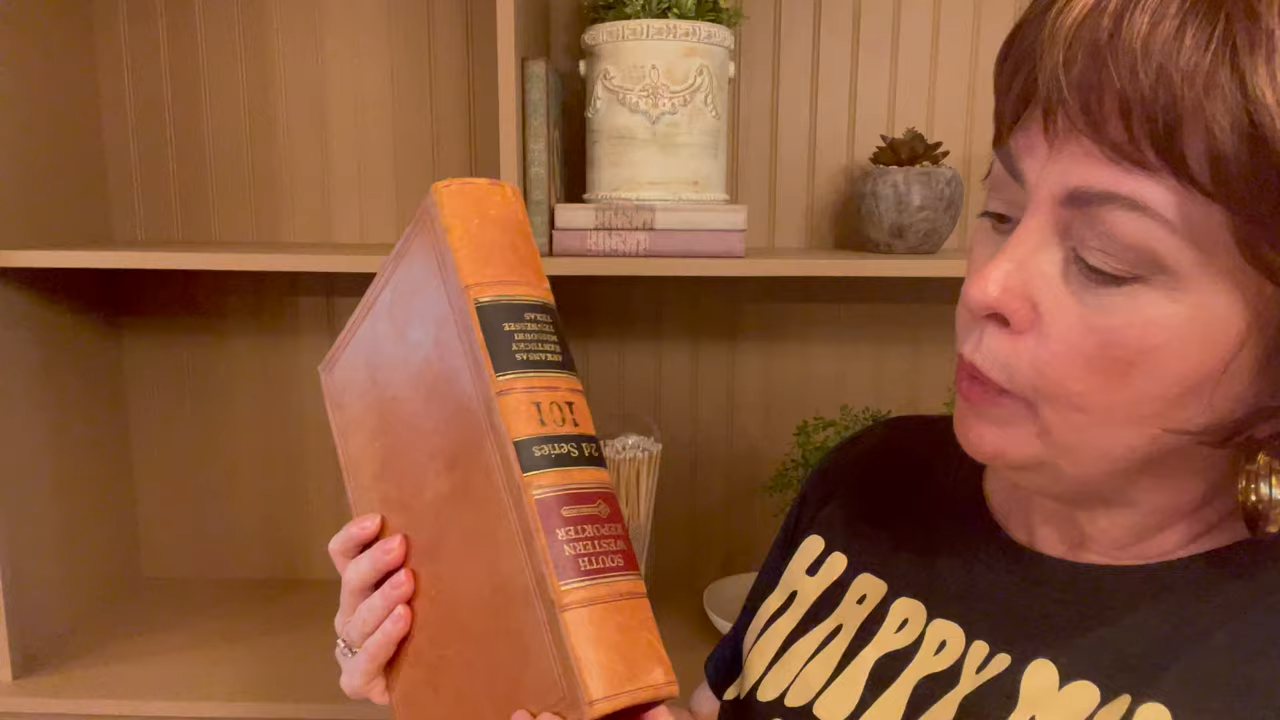 SOUTH
WESTERN
REPORTER
2d Series
101
ARKANSAS
KENTUCKY
MISSOURI
TENNESSEE
TEXAS
HAPPY